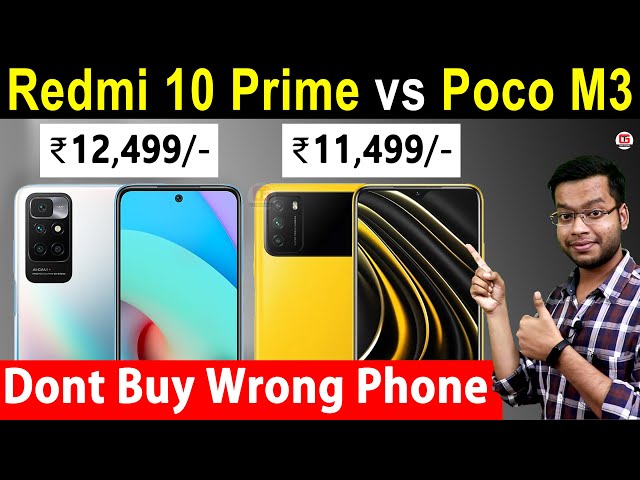 Redmi 10 Prime vs Poco M3
₹12,499/-
₹11,499/-
Dont Buy Wrong Phone